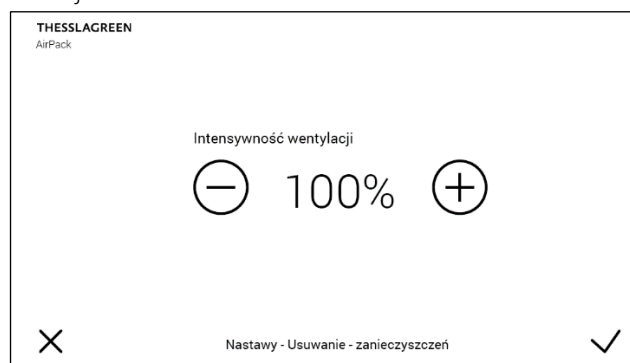 THESSLAGREEN
AirPack
Intensywność wentylacji
100%
Nastawy - Usuwanie - zanieczyszczeń